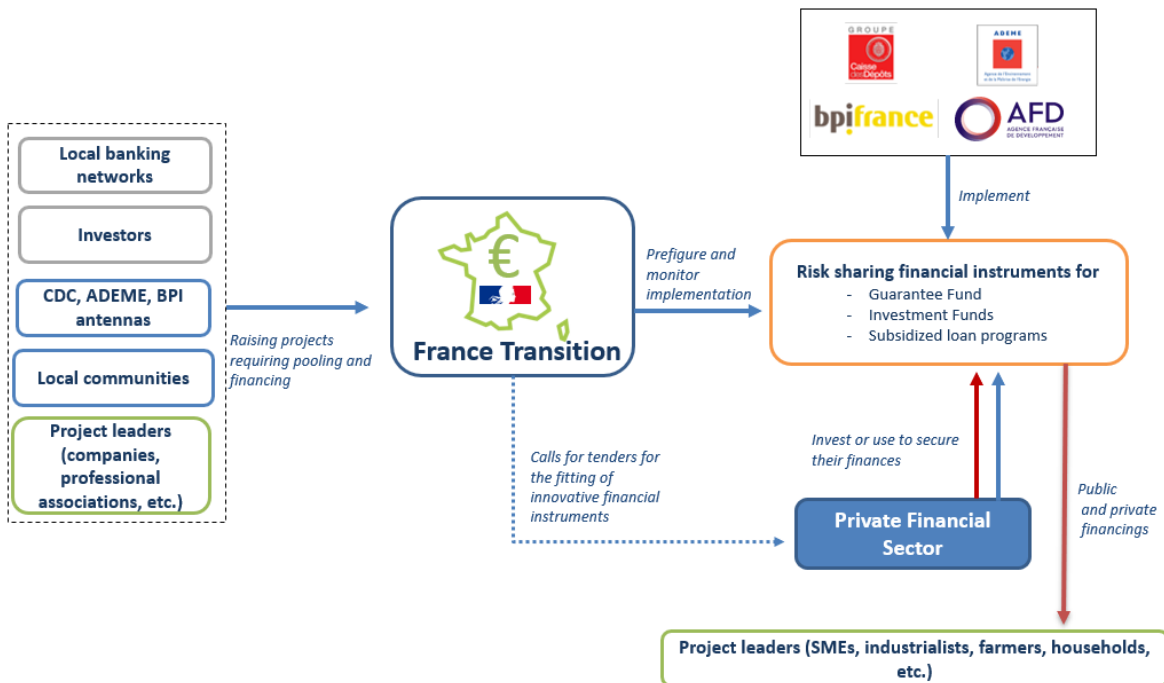 GROUPE
Caisse
desDépôts
ADEME
Agence de l'Environnement
et de la Maîtrise de l'Energie
bpifrance
AFD
AGENCE FRANÇAISE
DE DEVELOPPEMENT
Local banking
networks
Investors
CDC, ADEME, BPI
antennas
Local communities
Project leaders
(companies,
professional
associations, etc.)
Raising projects
requiring pooling and
financing
€
France Transition
Prefigure and
monitor
implementation
Implement
Risk sharing financial instruments for
- Guarantee Fund
- Investment Funds
- Subsidized loan programs
Calls for tenders for
the fitting of
innovative financial
instruments
Invest or use to secure
their finances
Private Financial
Sector
Public
and private
financings
Project leaders (SMEs, industrialists, farmers, households,
etc.)